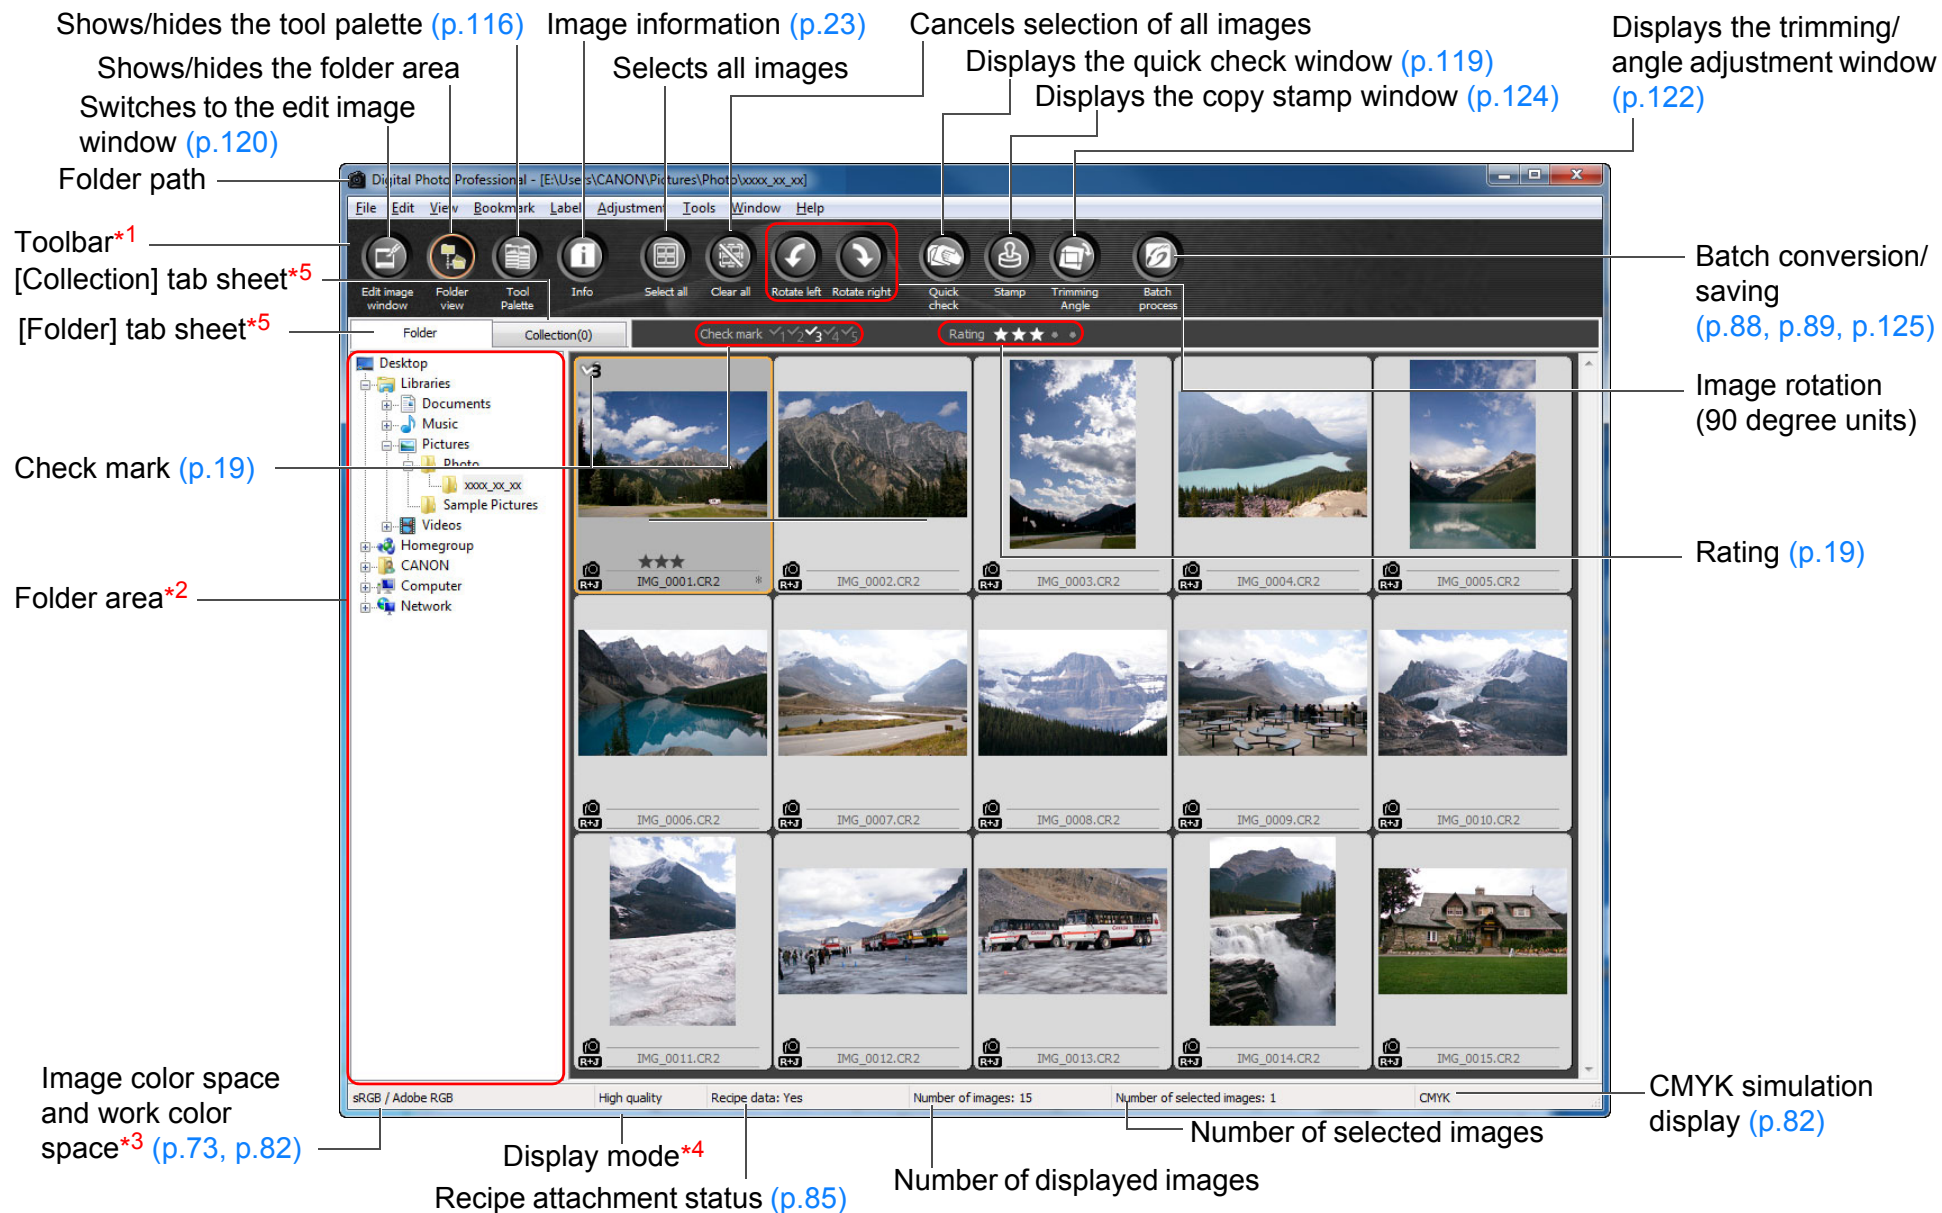 Shows/hides the tool palette (p.116)
Image information (p.23)
Cancels selection of all images
Displays the trimming/
angle adjustment window
(p.122)
Shows/hides the folder area
Selects all images
Displays the quick check window (p.119)
Switches to the edit image
window (p.120)
Displays the copy stamp window (p.124)
Folder path
Digital Photo Professional - [E:\Users\CANON\Pictures\Photo\xxxx_xx_xx]
File Edit View Bookmark Label Adjustment Tools Window Help
Toolbar*1
[Collection] tab sheet*5
[Folder] tab sheet*5
Edit image
window
Folder
view
Tool
Palette
Info
Select all
Clear all
Rotate left
Rotate right
Quick
check
Stamp
Trimming
Angle
Batch
process
Batch conversion/
saving
(p.88, p.89, p.125)
Folder
Collection(0)
Check mark 1 2 3 4 5
Rating
Image rotation
(90 degree units)
Desktop
Libraries
Documents
Music
Pictures
Photo
xxxx_xx_xx
Sample Pictures
Videos
Homegroup
CANON
Computer
Network
Check mark (p.19)
Folder area*2
Rating (p.19)
3
R+J IMG_0001.CR2 *
R+J IMG_0002.CR2
R+J IMG_0003.CR2
R+J IMG_0004.CR2
R+J IMG_0005.CR2
R+J IMG_0006.CR2
R+J IMG_0007.CR2
R+J IMG_0008.CR2
R+J IMG_0009.CR2
R+J IMG_0010.CR2
R+J IMG_0011.CR2
R+J IMG_0012.CR2
R+J IMG_0013.CR2
R+J IMG_0014.CR2
R+J IMG_0015.CR2
sRGB / Adobe RGB
High quality
Recipe data: Yes
Number of images: 15
Number of selected images: 1
CMYK
Image color space
and work color
space*3 (p.73, p.82)
Display mode*4
Recipe attachment status (p.85)
Number of displayed images
Number of selected images
CMYK simulation
display (p.82)